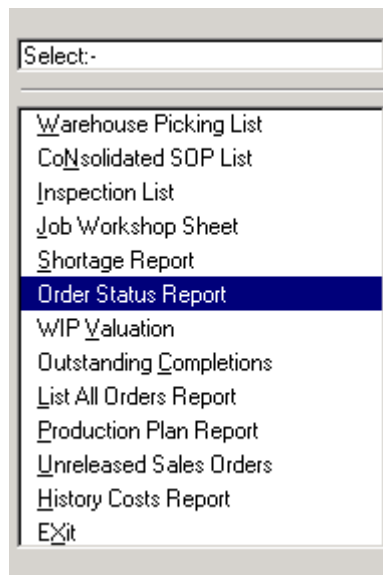 Select:-
Warehouse Picking List
CoNsolidated SOP List
Inspection List
Job Workshop Sheet
Shortage Report
Order Status Report
WIP Valuation
Outstanding Completions
List All Orders Report
Production Plan Report
Unreleased Sales Orders
History Costs Report
EXit